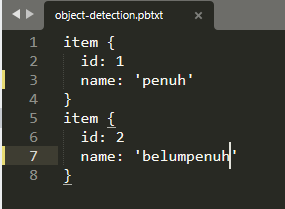 object-detection.pbtxt ×
1 item {
2   id: 1
3   name: 'penuh'
4 }
5 item {
6   id: 2
7   name: 'belumpenuh'
8 }